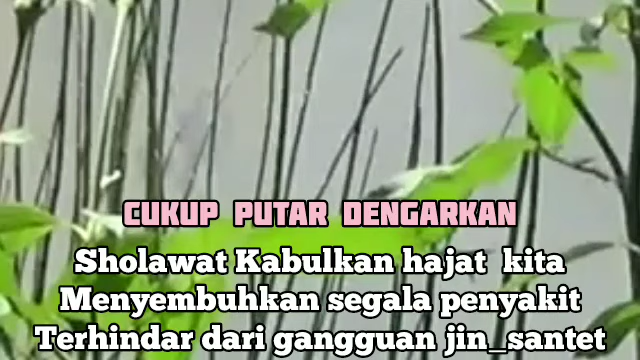 CUKUP PUTAR DENGARKAN
Sholawat Kabulkan hajat kita
Menyembuhkan segala penyakit
Terhindar dari gangguan jin_santet